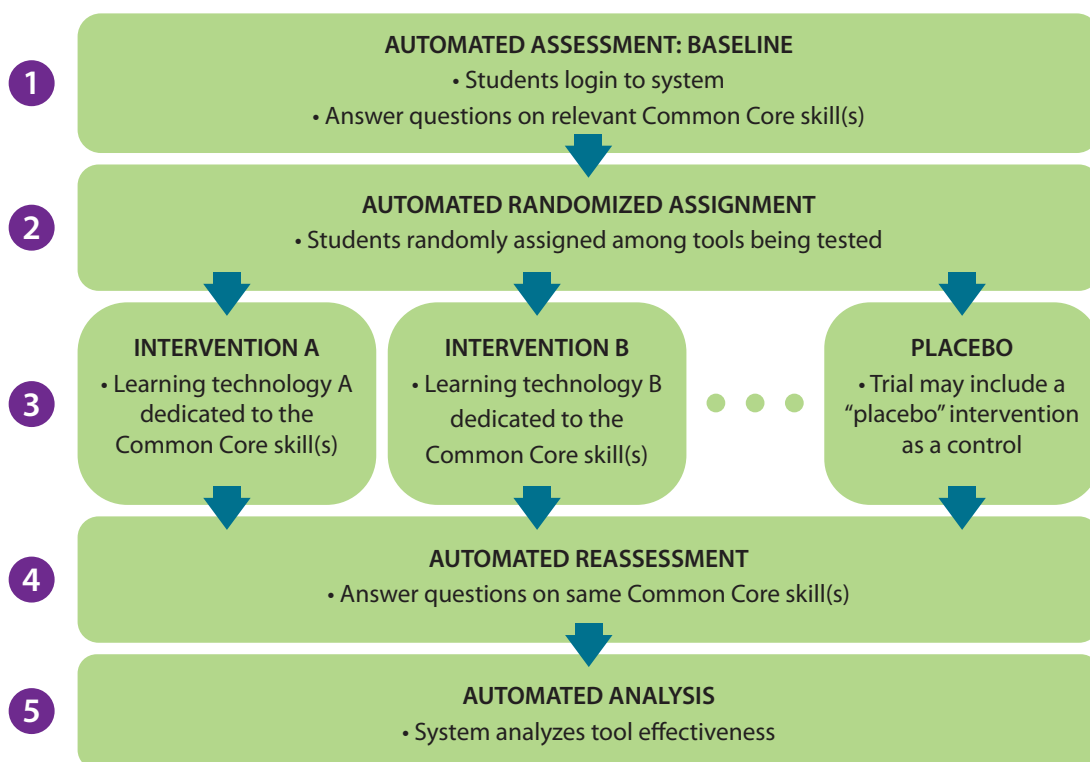 1
AUTOMATED ASSESSMENT: BASELINE
• Students login to system
• Answer questions on relevant Common Core skill(s)
2
AUTOMATED RANDOMIZED ASSIGNMENT
• Students randomly assigned among tools being tested
3
INTERVENTION A
• Learning technology A
dedicated to the
Common Core skill(s)
INTERVENTION B
• Learning technology B
dedicated to the
Common Core skill(s)
PLACEBO
• Trial may include a
“placebo” intervention
as a control
4
AUTOMATED REASSESSMENT
• Answer questions on same Common Core skill(s)
5
AUTOMATED ANALYSIS
• System analyzes tool effectiveness